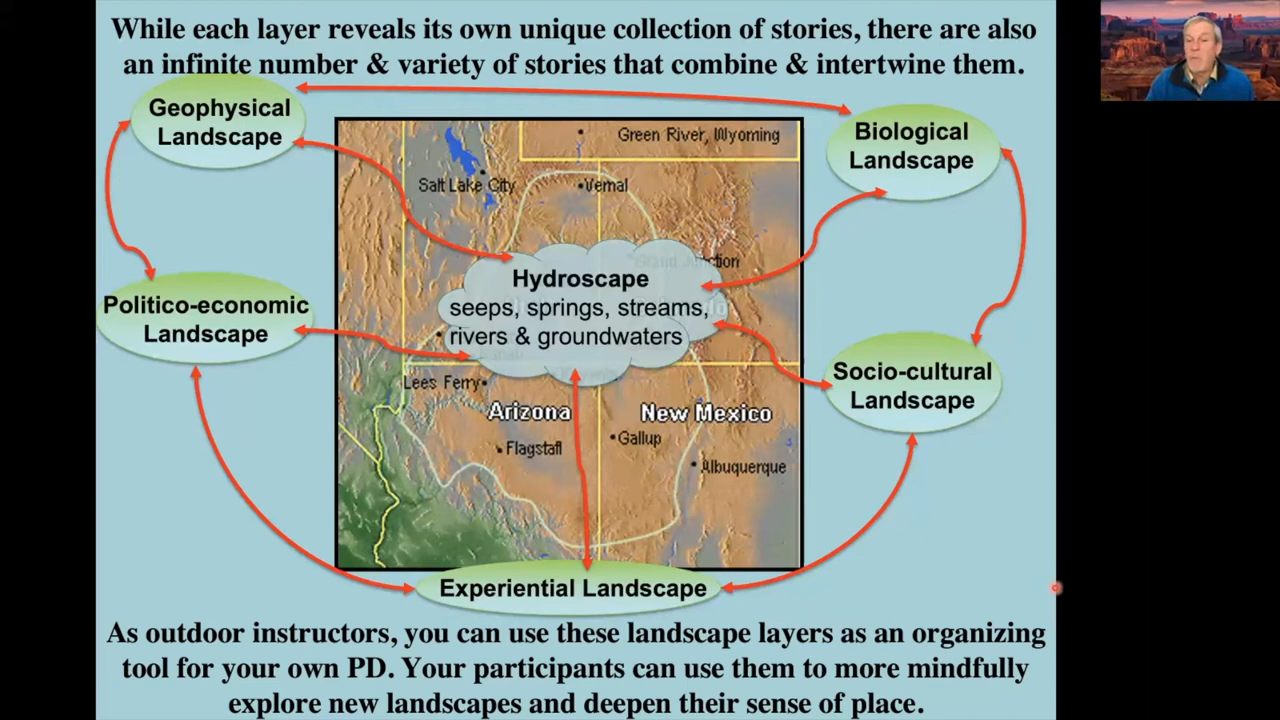 While each layer reveals its own unique collection of stories, there are also
an infinite number & variety of stories that combine & intertwine them.
Geophysical
Landscape
Biological
Landscape
Green River, Wyoming
Salt Lake City
Vernal
Grand Junction
Hydroscape
seeps, springs, streams,
rivers & groundwaters
Politico-economic
Landscape
Socio-cultural
Landscape
Lees Ferry
Arizona
New Mexico
Flagstaff
Gallup
Albuquerque
Experiential Landscape
As outdoor instructors, you can use these landscape layers as an organizing
tool for your own PD. Your participants can use them to more mindfully
explore new landscapes and deepen their sense of place.